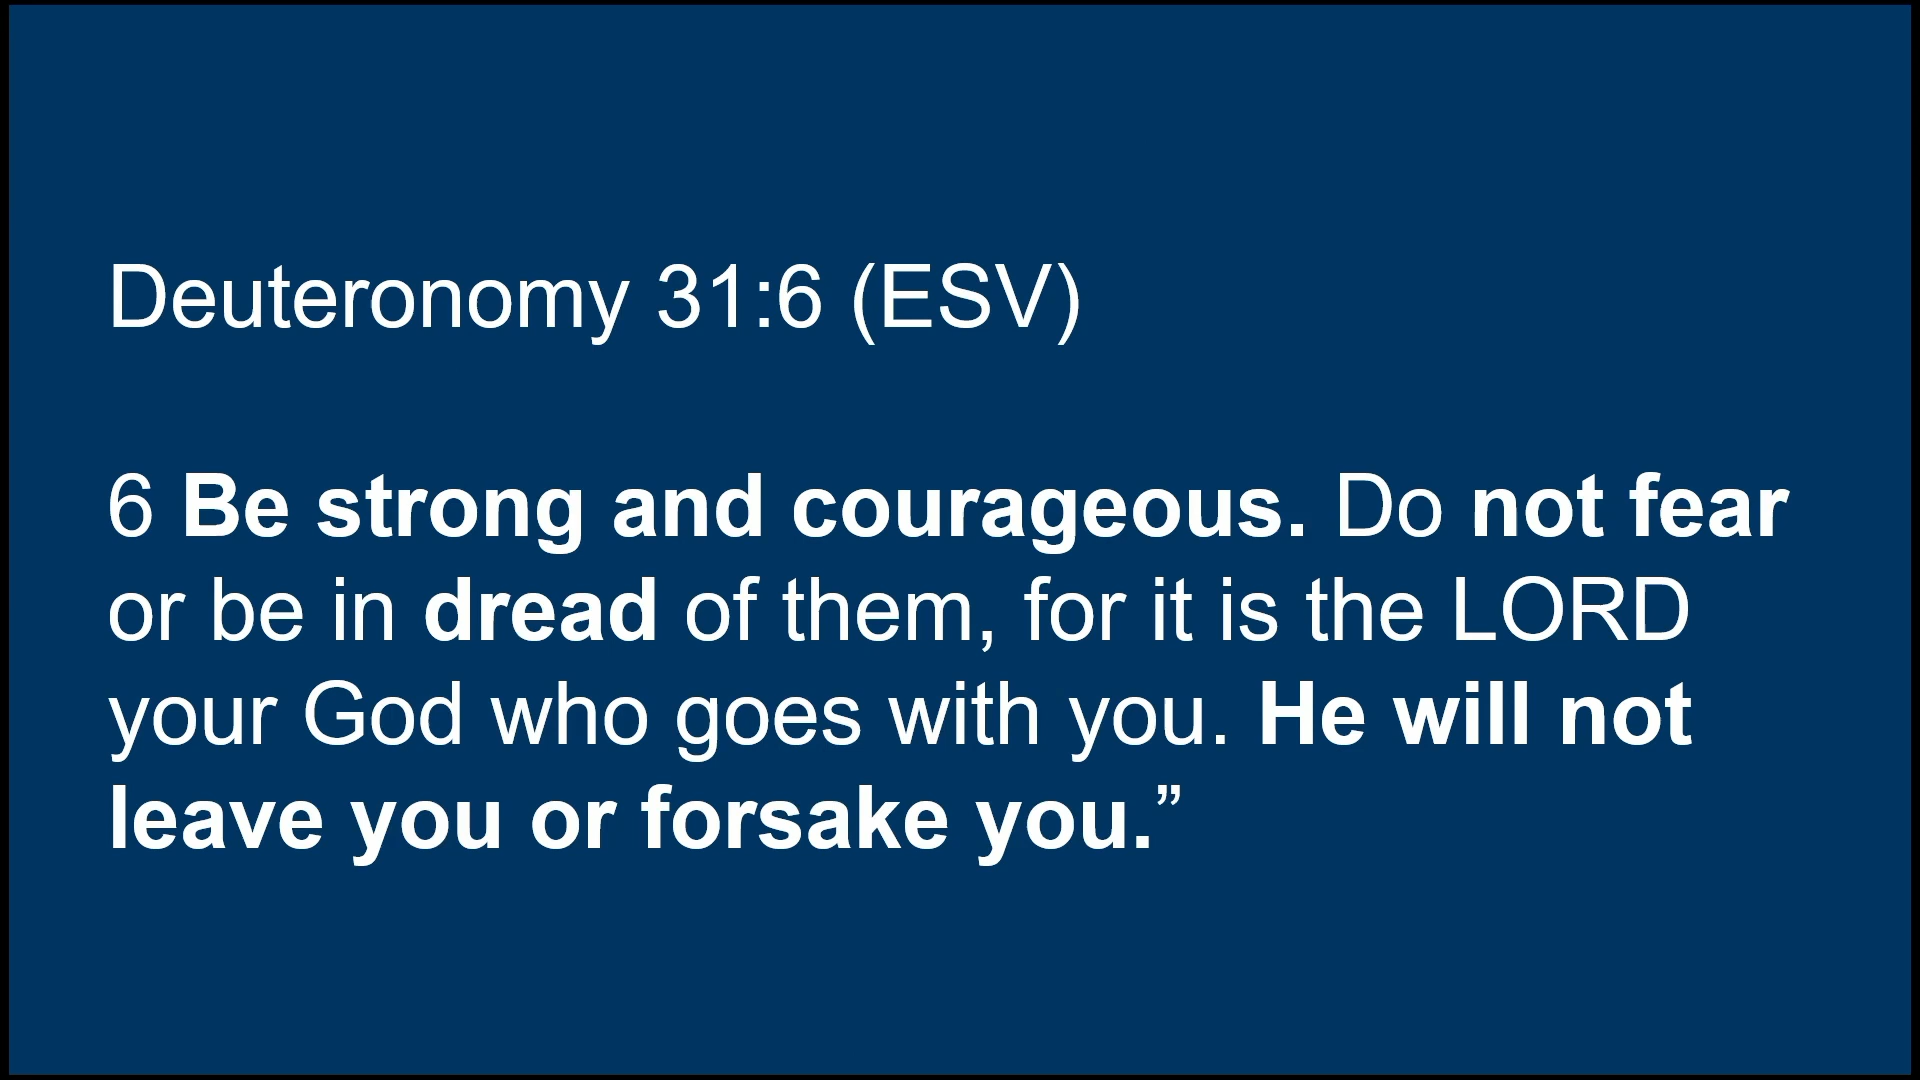 Deuteronomy 31:6 (ESV)
6 Be strong and courageous. Do not fear
or be in dread of them, for it is the LORD
your God who goes with you. He will not
leave you or forsake you.”